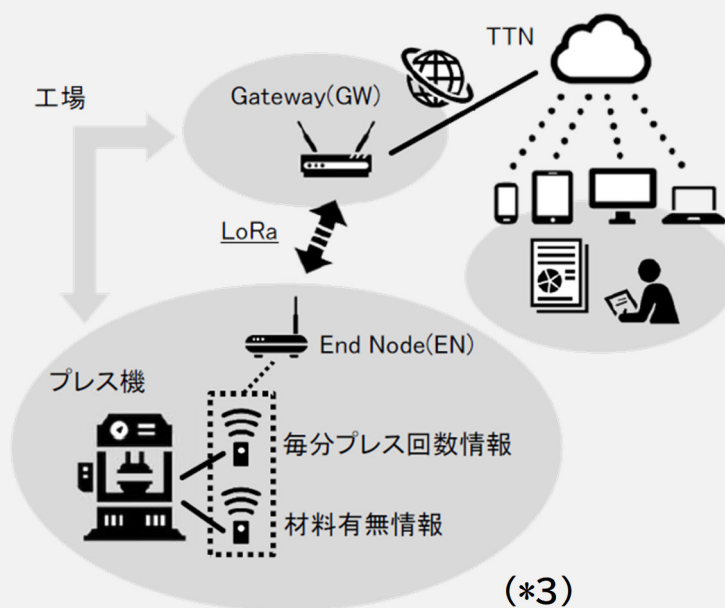 TTN
工場
Gateway(GW)
LoRa
End Node(EN)
プレス機
毎分プレス回数情報
材料有無情報
(*3)